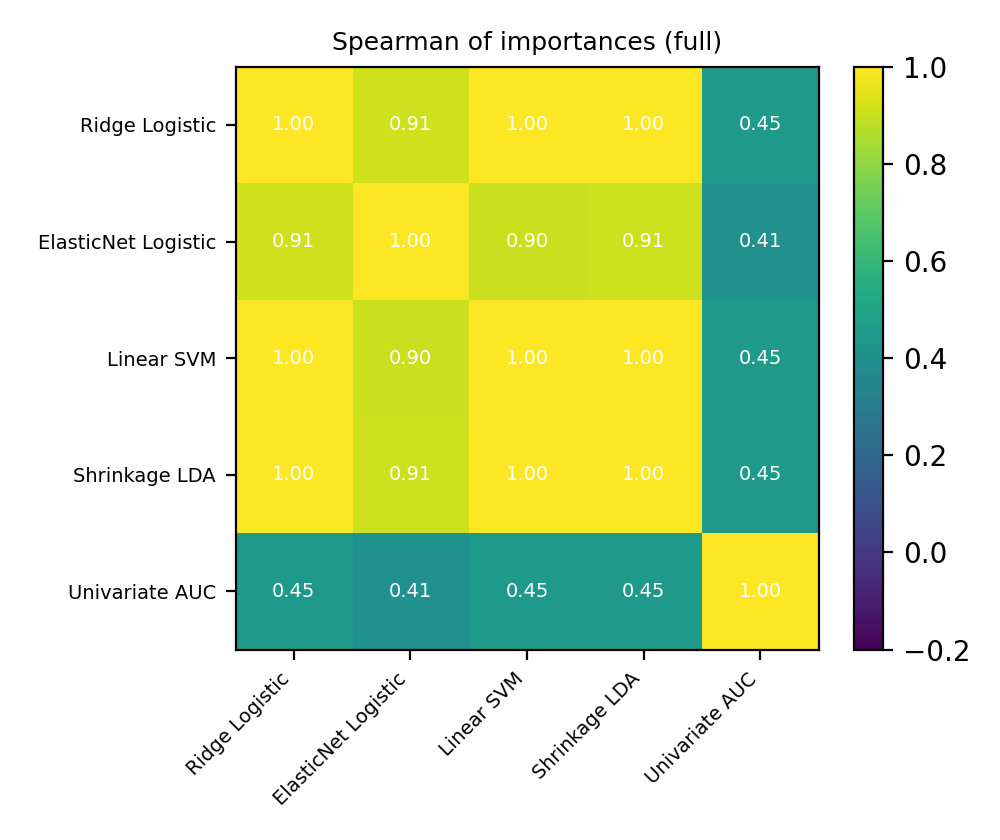 Spearman of importances (full)
Ridge Logistic 1.00 0.91 1.00 1.00 0.45
ElasticNet Logistic 0.91 1.00 0.90 0.91 0.41
Linear SVM 1.00 0.90 1.00 1.00 0.45
Shrinkage LDA 1.00 0.91 1.00 1.00 0.45
Univariate AUC 0.45 0.41 0.45 0.45 1.00
Ridge Logistic
ElasticNet Logistic
Linear SVM
Shrinkage LDA
Univariate AUC
1.0
0.8
0.6
0.4
0.2
0.0
−0.2